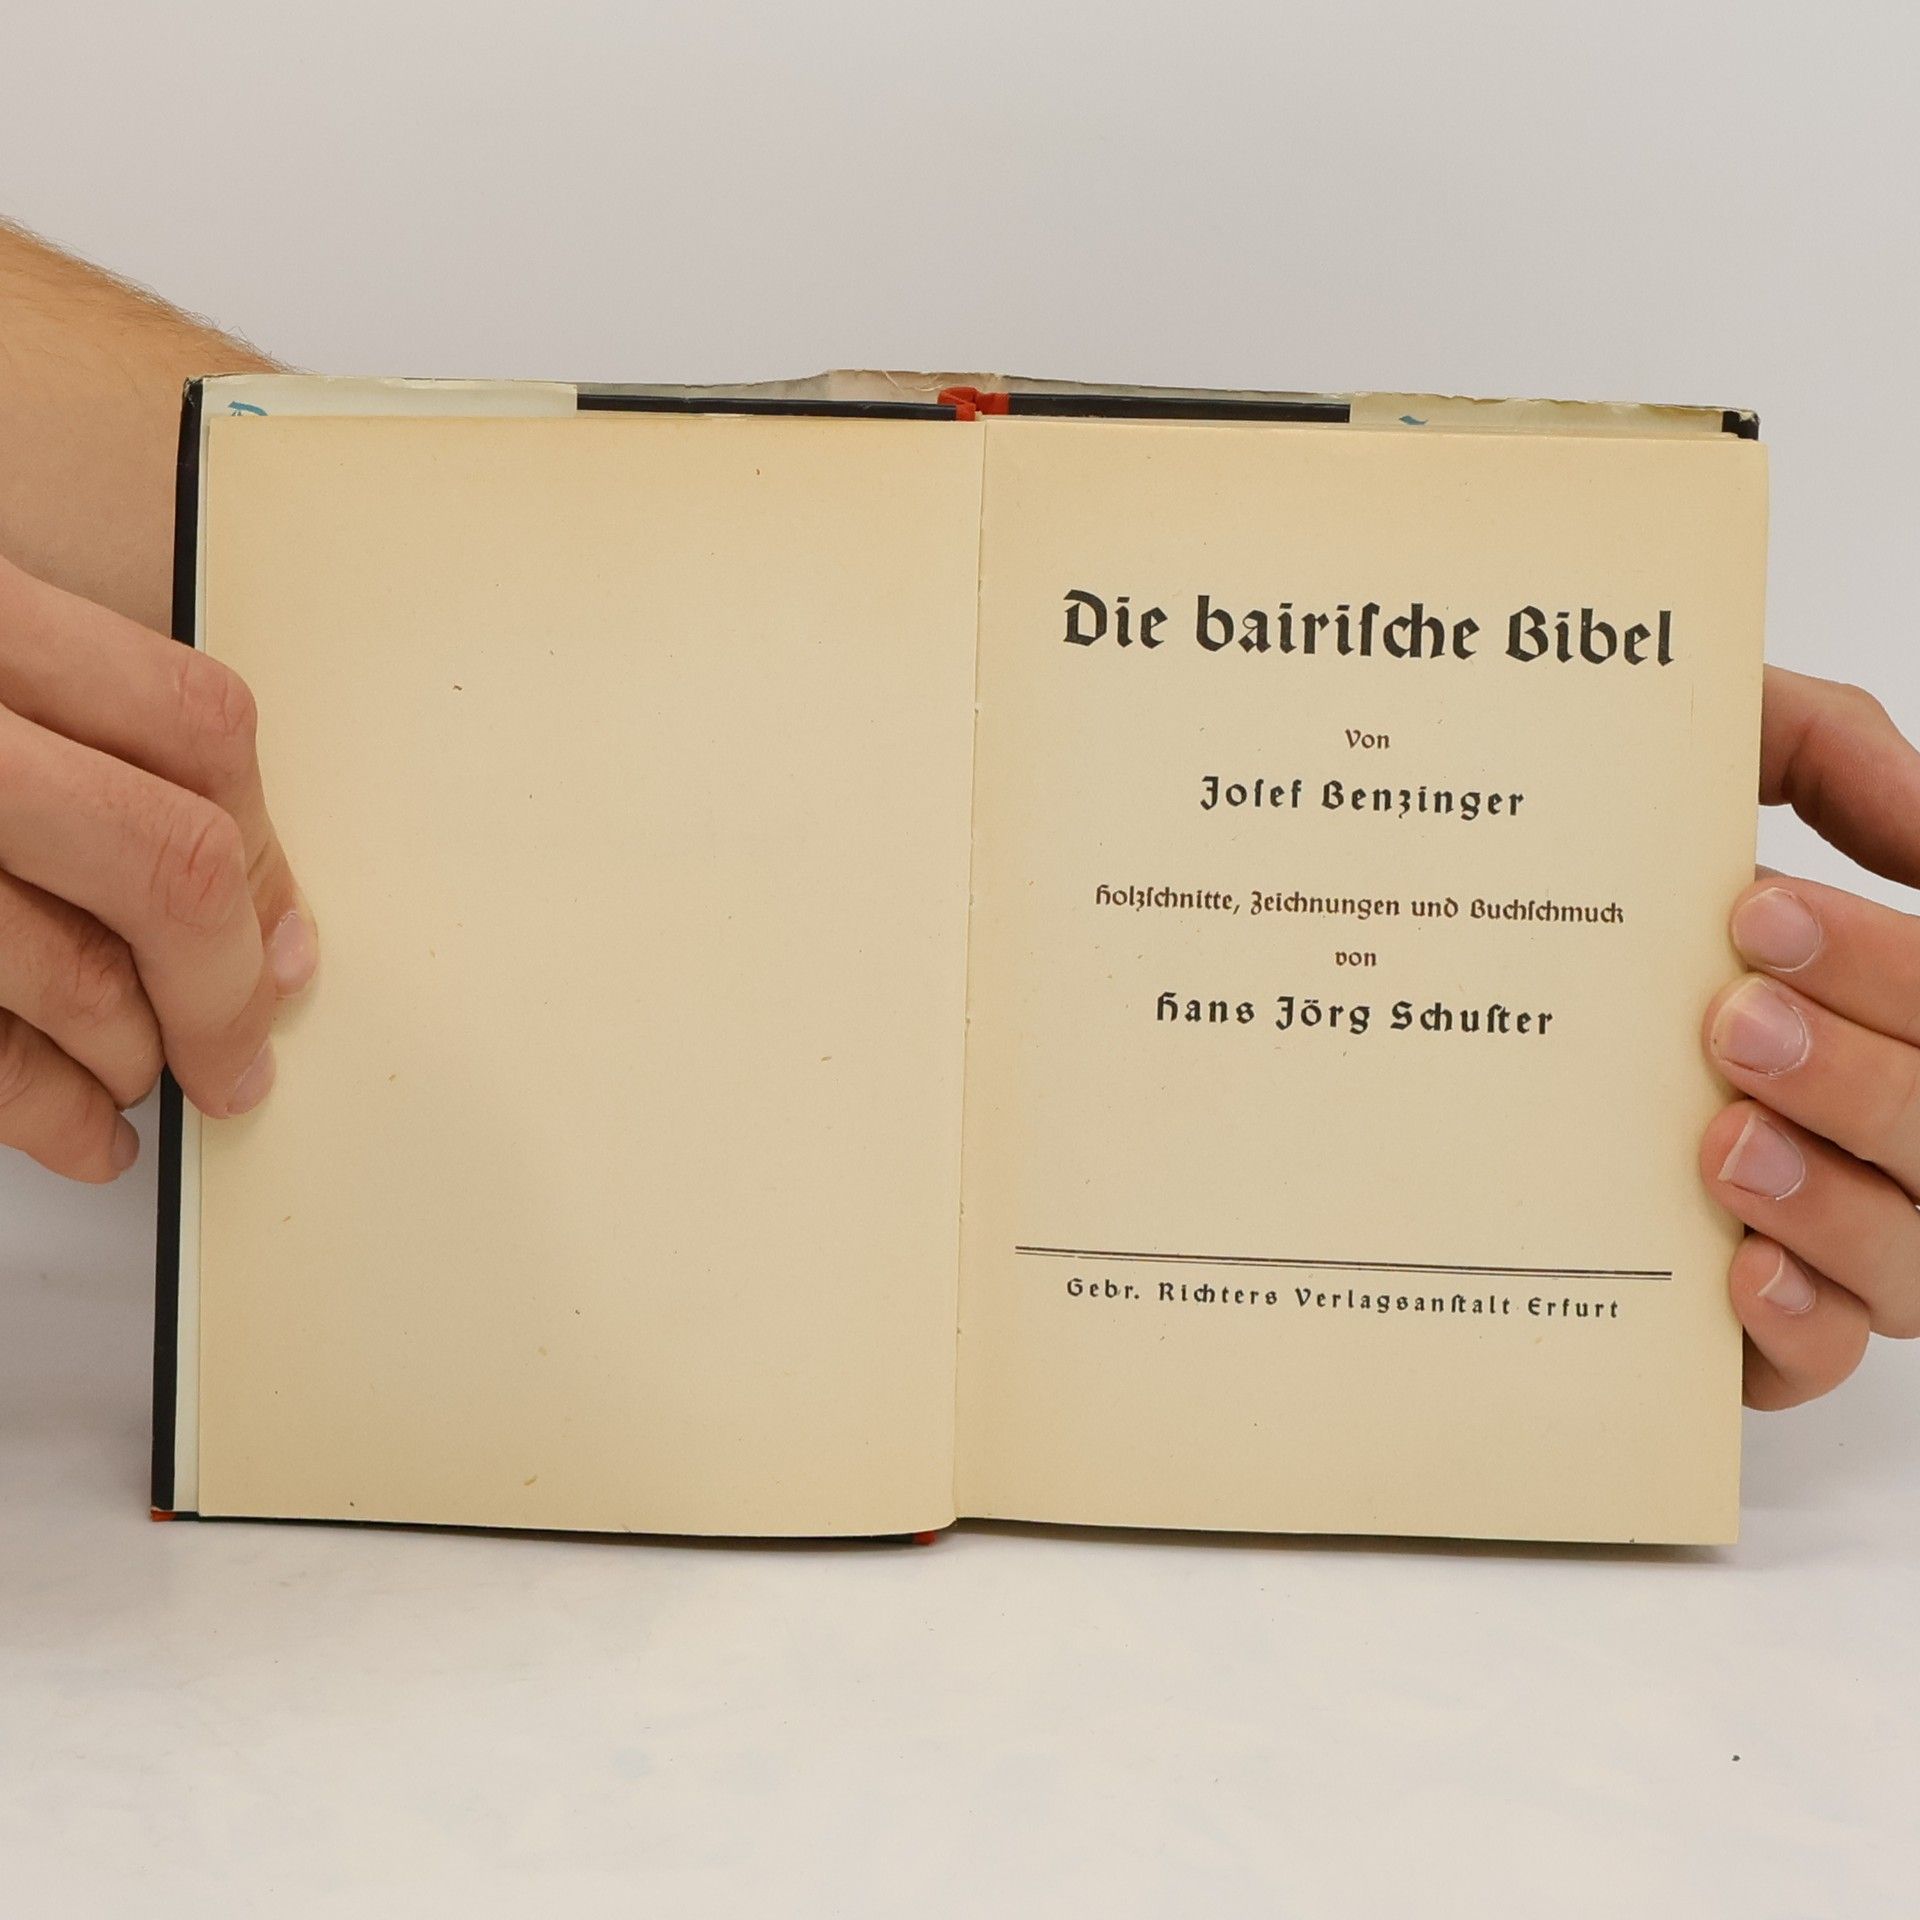 Die bairiſche Bibel
Von
Joſef Benzinger
Holzſchnitte, Zeichnungen und Buchſchmuck
von
Hans Jörg Schuſter
Gebr. Richters Verlagsanſtalt Erfurt